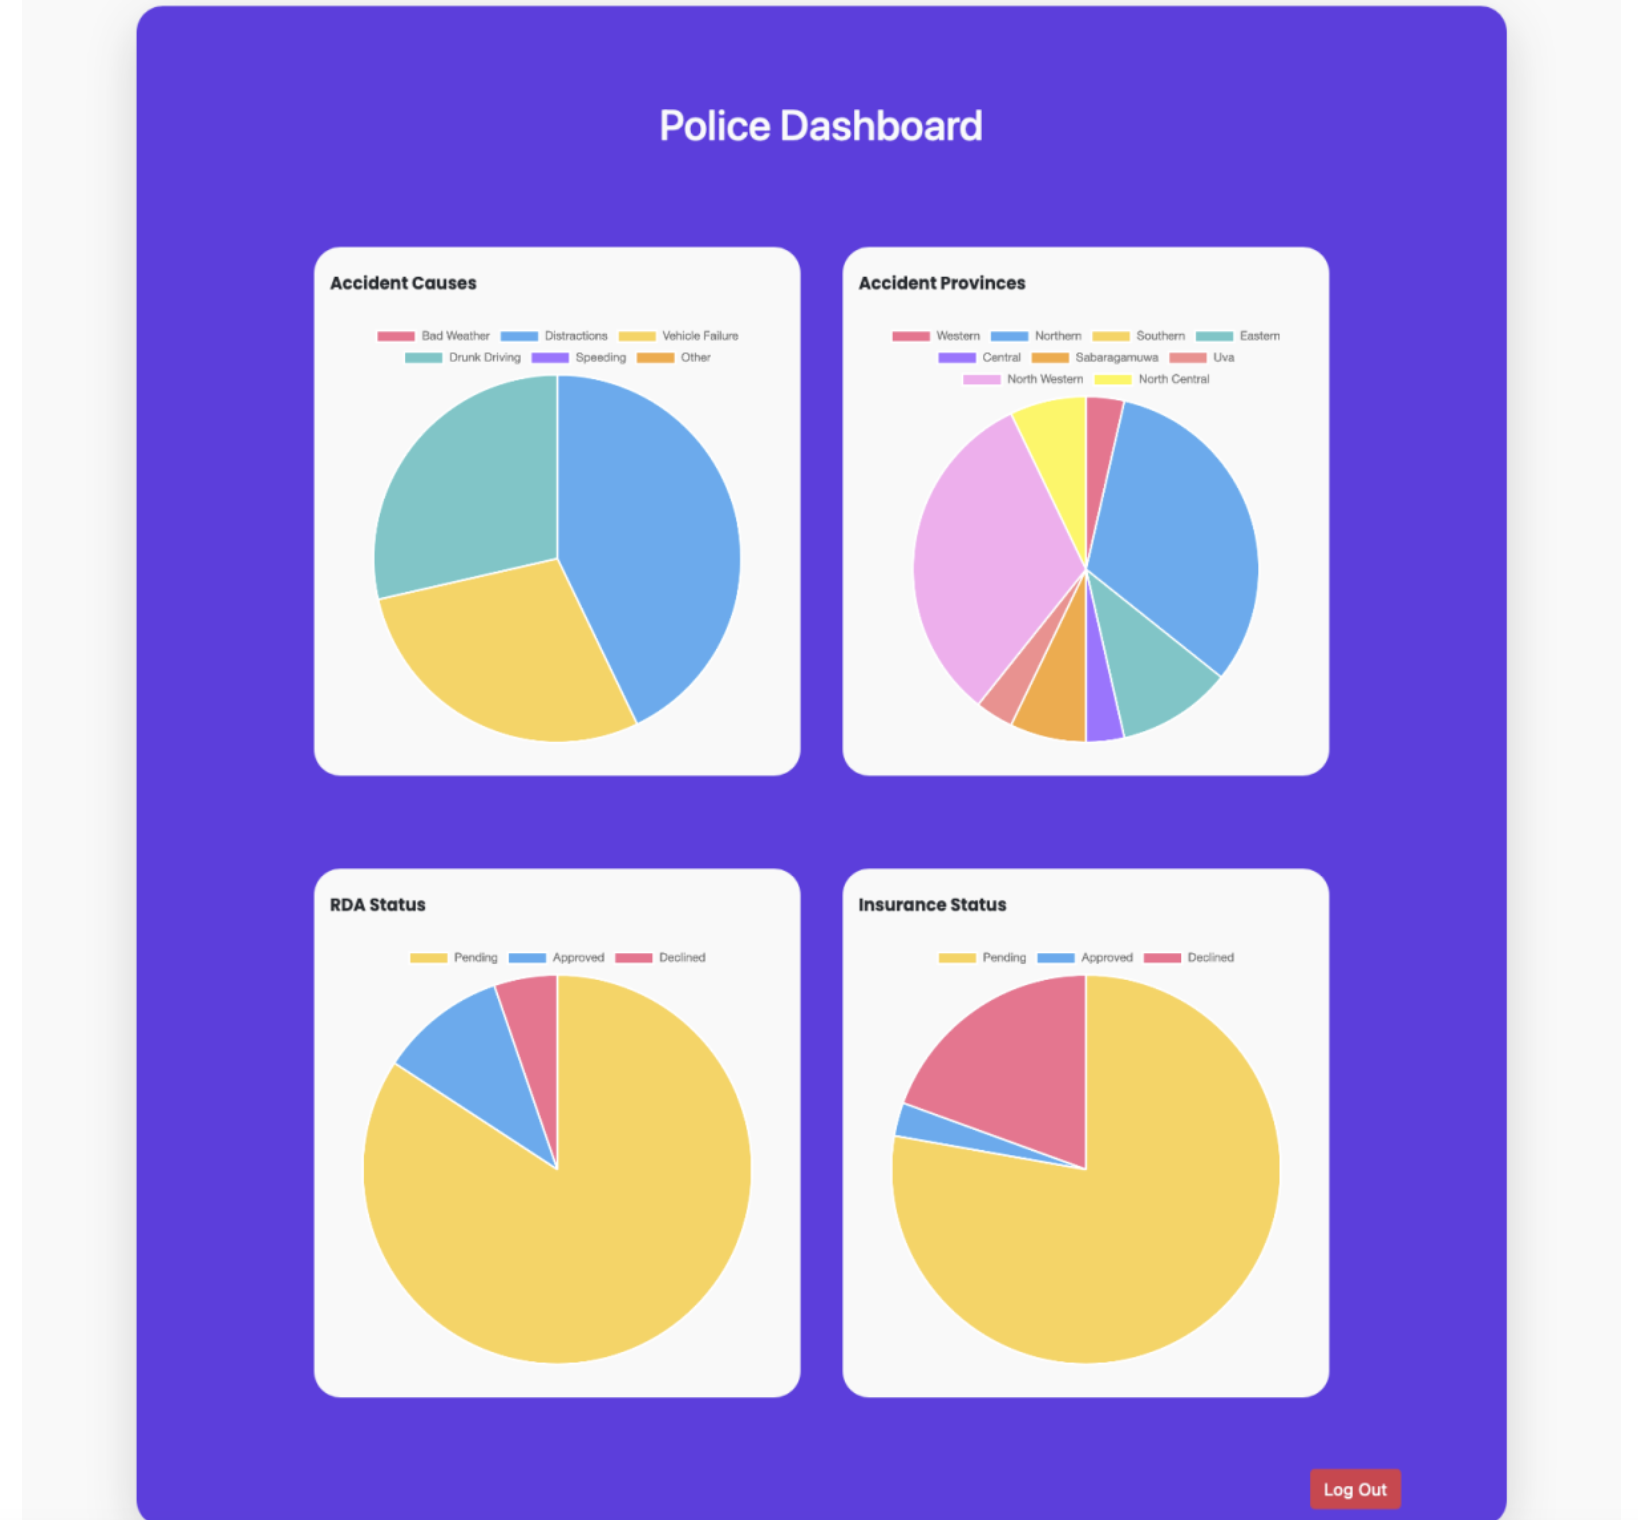 Police Dashboard
Accident Causes
Bad Weather Distractions Vehicle Failure
Drunk Driving Speeding Other
Accident Provinces
Western Northern Southern Eastern
Central Sabaragamuwa Uva
North Western North Central
RDA Status
Pending Approved Declined
Insurance Status
Pending Approved Declined
Log Out